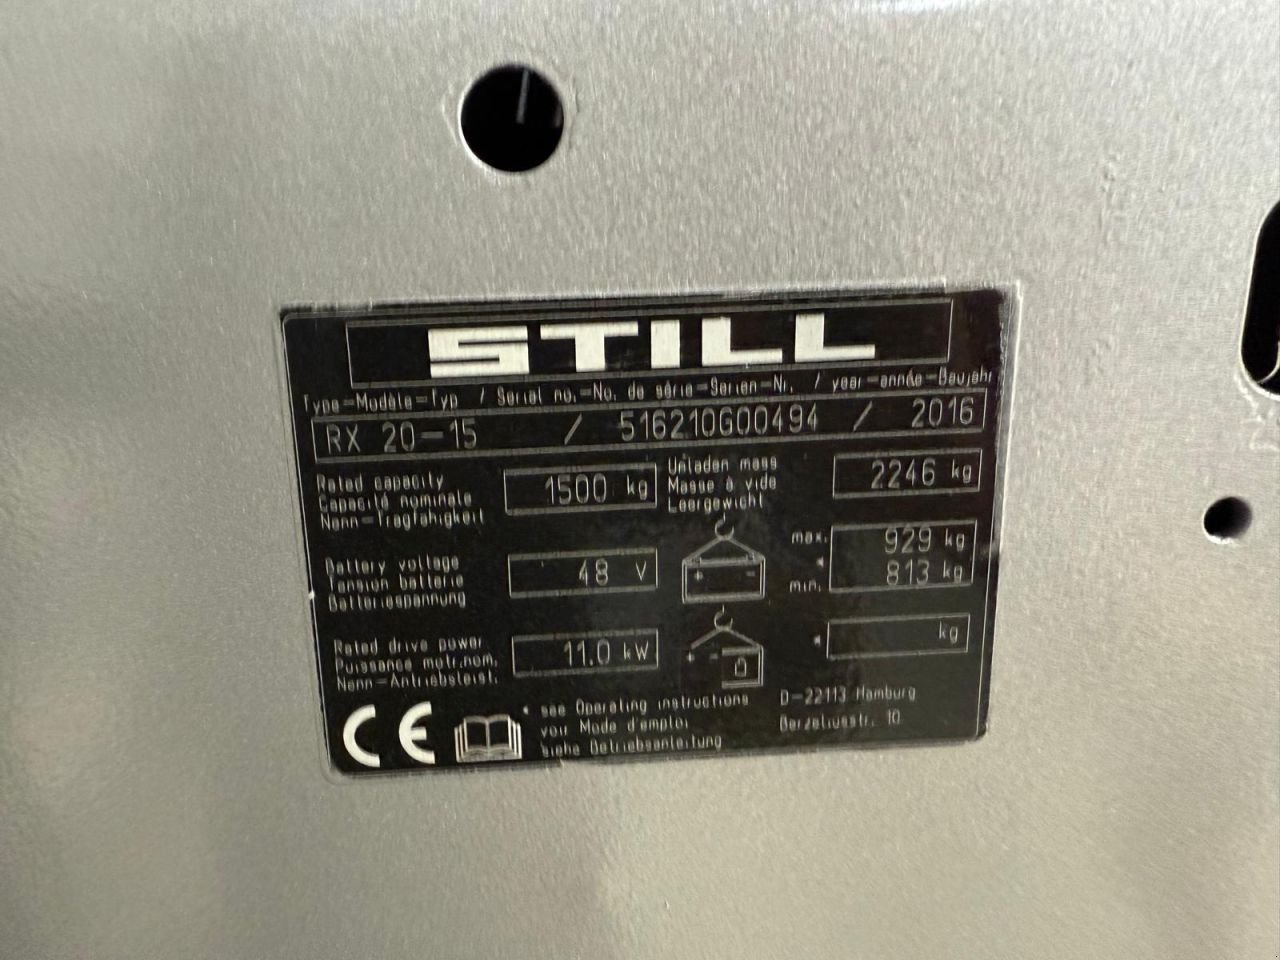 STILL
Type-Modèle-Typ / Serial no.-No. de série-Serien-Nr. / year-année-Baujahr
RX 20-15 / 516210G00494 / 2016
Rated capacity
Capacité nominale
Nenn-Tragfähigkeit
1500 kg
Unladen mass
Masse à vide
Leergewicht
2246 kg
Battery voltage
Tension batterie
Batteriespannung
48 V
+ -
max. 929 kg
*
min. 813 kg
Rated drive power
Puissance motr.nom.
Nenn-Antriebsleist.
11.0 kW
+ -
* kg
CE
* see Operating instructions
voir Mode d'emploi
siehe Betriebsanleitung
D-22113 Hamburg
Berzeliusstr. 10